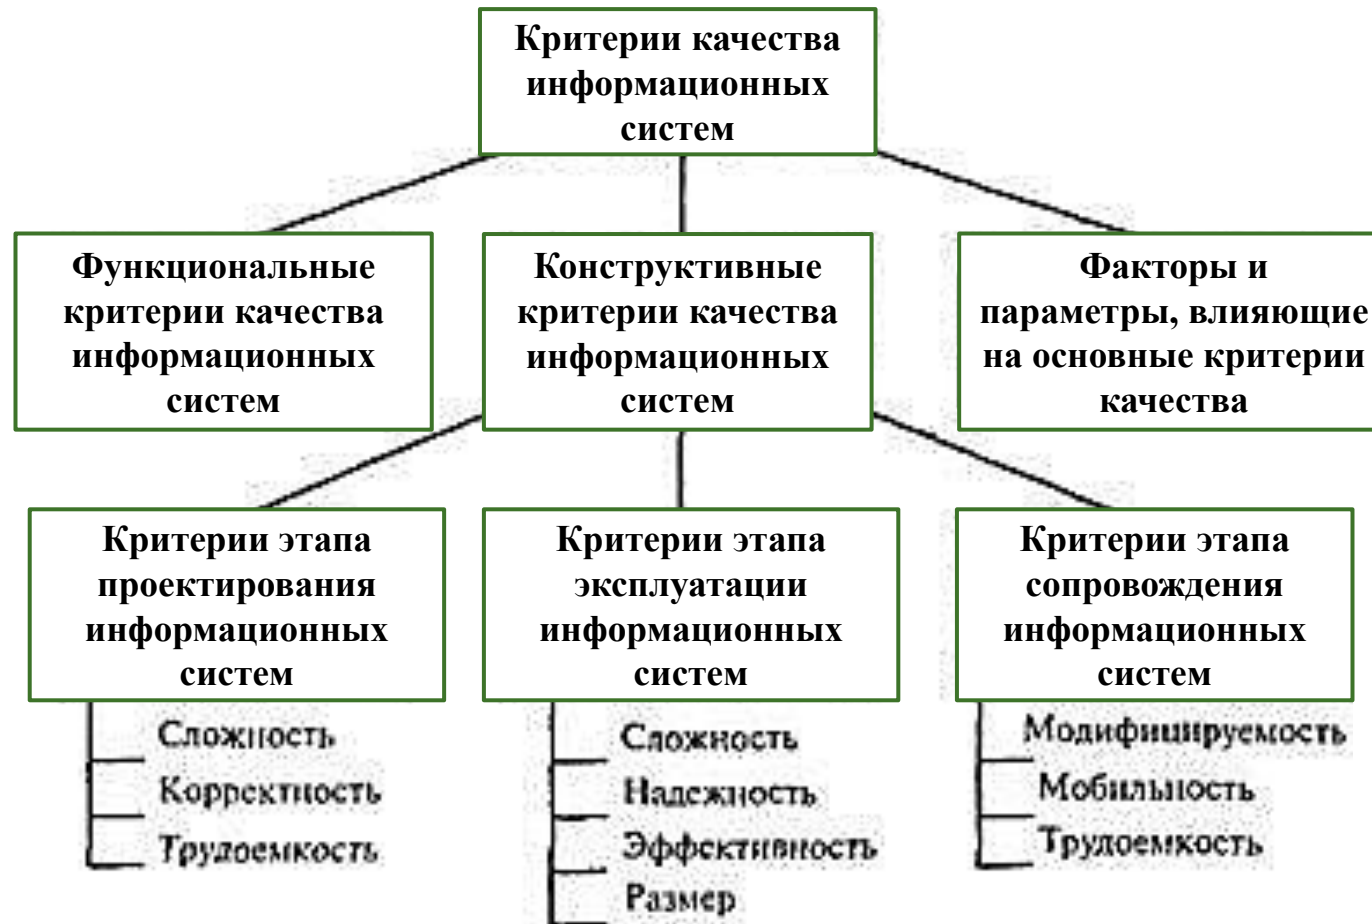 Критерии качества
информационных
систем
Функциональные
критерии качества
информационных
систем
Конструктивные
критерии качества
информационных
систем
Факторы и
параметры, влияющие
на основные критерии
качества
Критерии этапа
проектирования
информационных
систем
Сложность
Корректность
Трудоемкость
Критерии этапа
эксплуатации
информационных
систем
Сложность
Надежность
Эффективность
Размер
Критерии этапа
сопровождения
информационных
систем
Модифицируемость
Мобильность
Трудоемкость